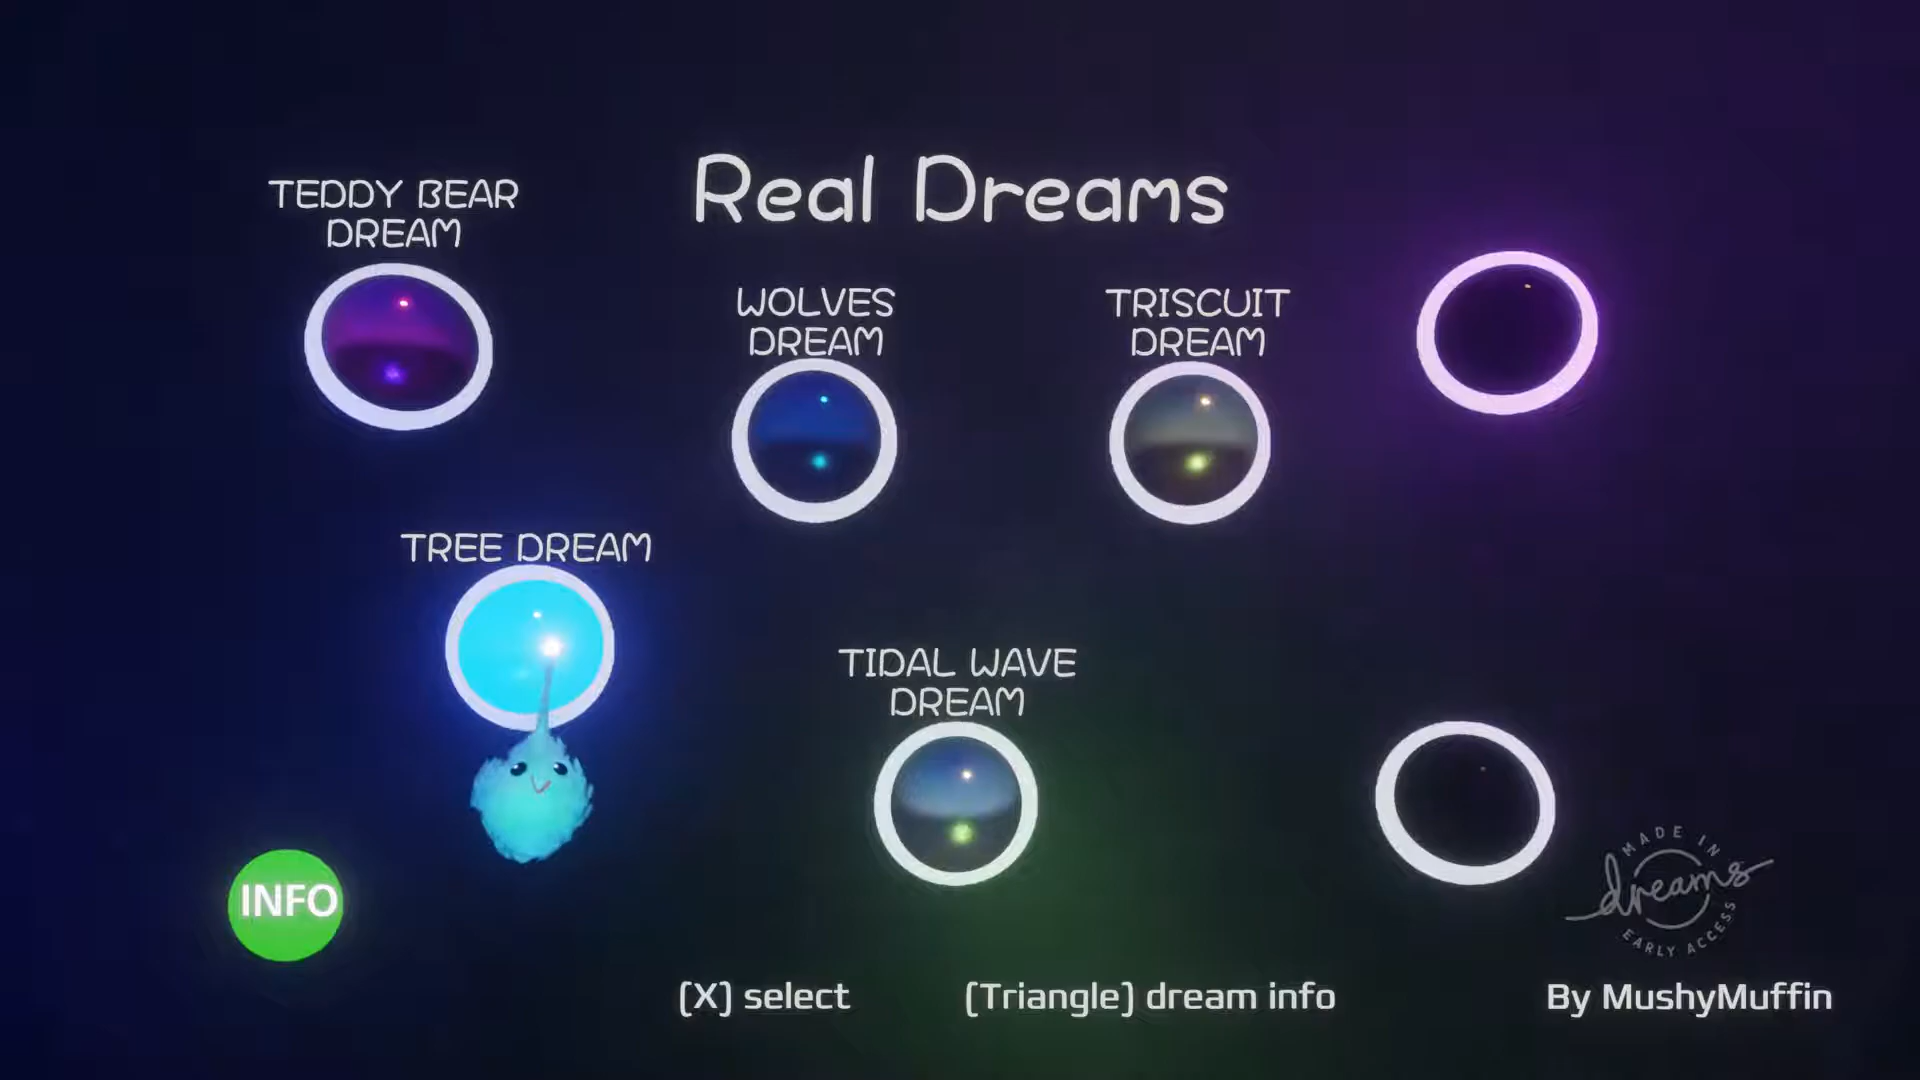 Real Dreams
TEDDY BEAR
DREAM
WOLVES
DREAM
TRISCUIT
DREAM
TREE DREAM
TIDAL WAVE
DREAM
INFO
MADE IN
dreams
EARLY ACCESS
(X) select
(Triangle) dream info
By MushyMuffin